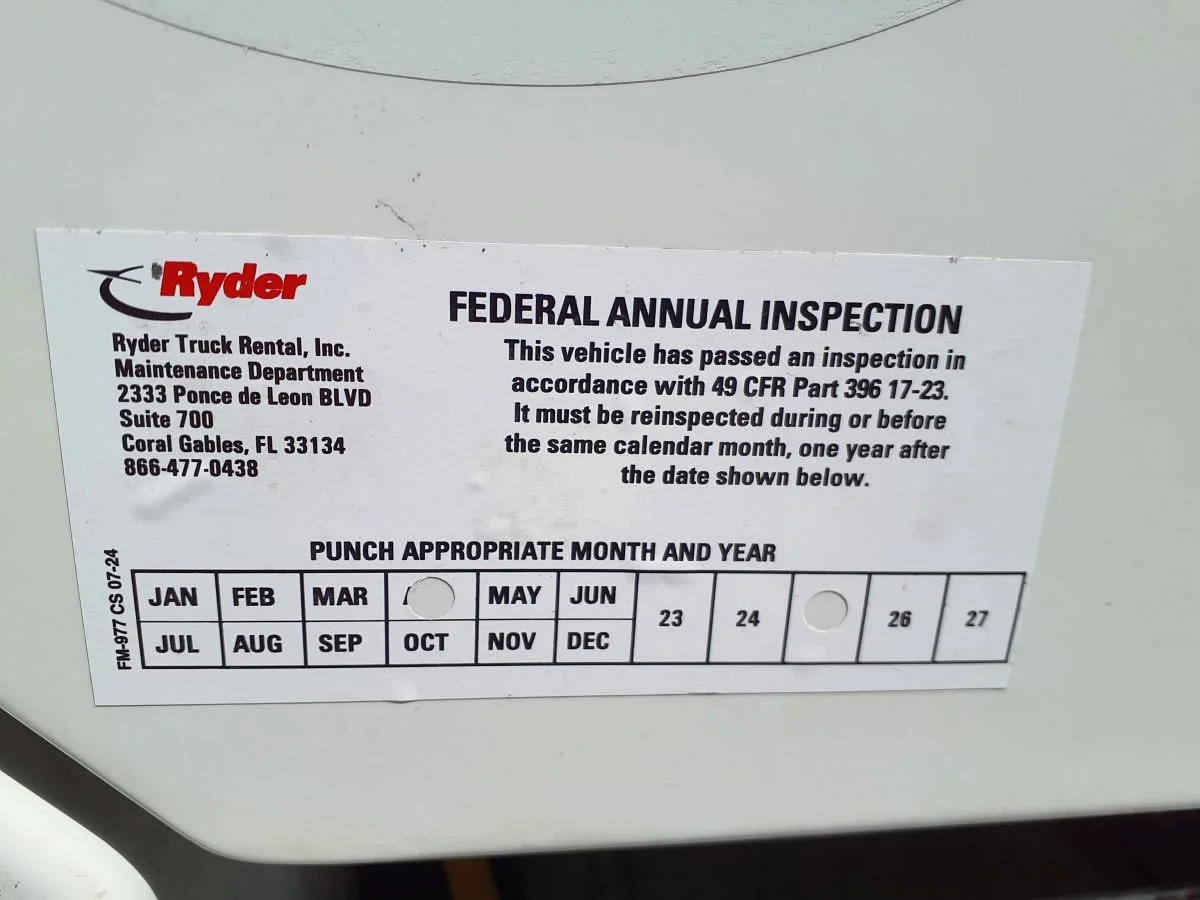 Ryder
Ryder Truck Rental, Inc.
Maintenance Department
2333 Ponce de Leon BLVD
Suite 700
Coral Gables, FL 33134
866-477-0438
FEDERAL ANNUAL INSPECTION
This vehicle has passed an inspection in
accordance with 49 CFR Part 396 17-23.
It must be reinspected during or before
the same calendar month, one year after
the date shown below.
FM-977 CS 07-24
PUNCH APPROPRIATE MONTH AND YEAR
JAN FEB MAR MAY JUN
23 24 26 27
JUL AUG SEP OCT NOV DEC